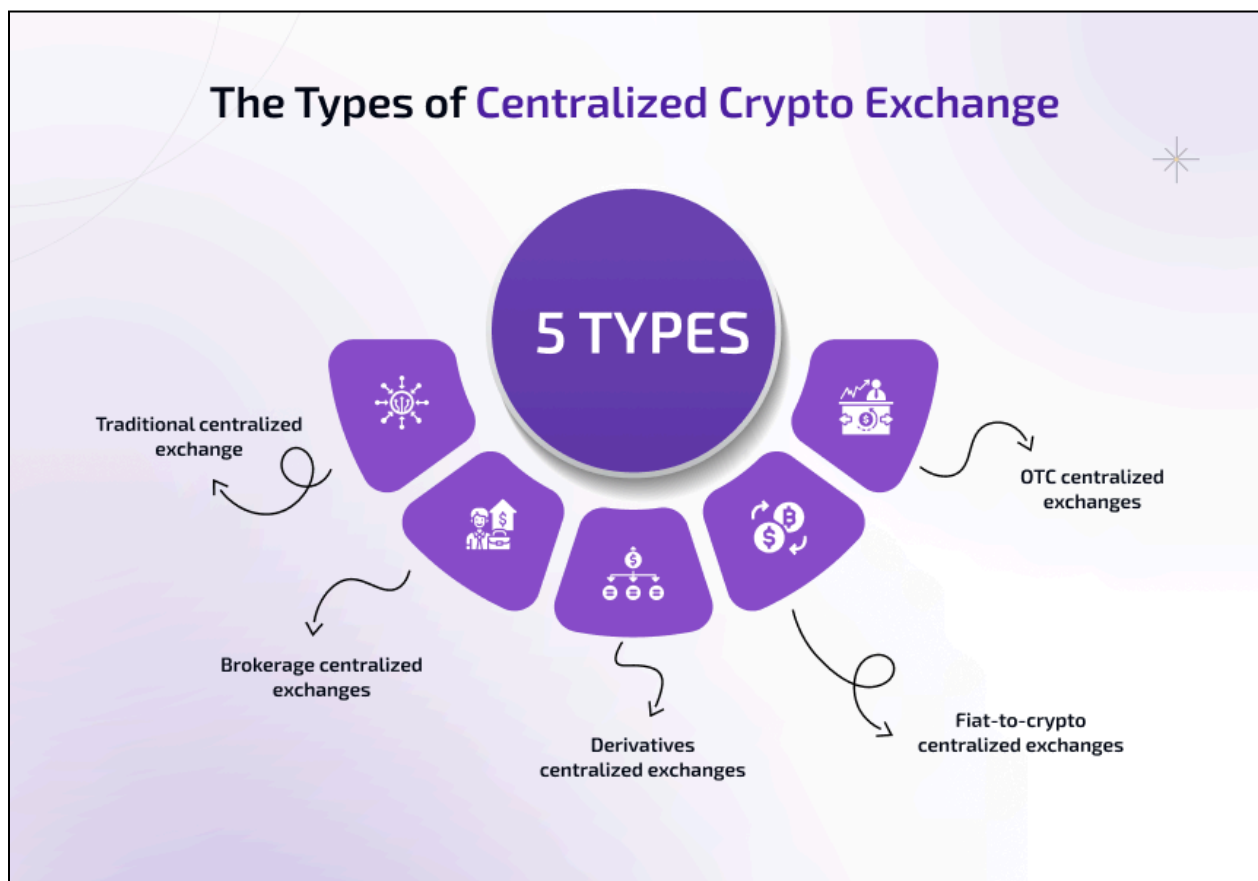 The Types of Centralized Crypto Exchange
5 TYPES
Traditional centralized
exchange
Brokerage centralized
exchanges
Derivatives
centralized exchanges
Fiat-to-crypto
centralized exchanges
OTC centralized
exchanges